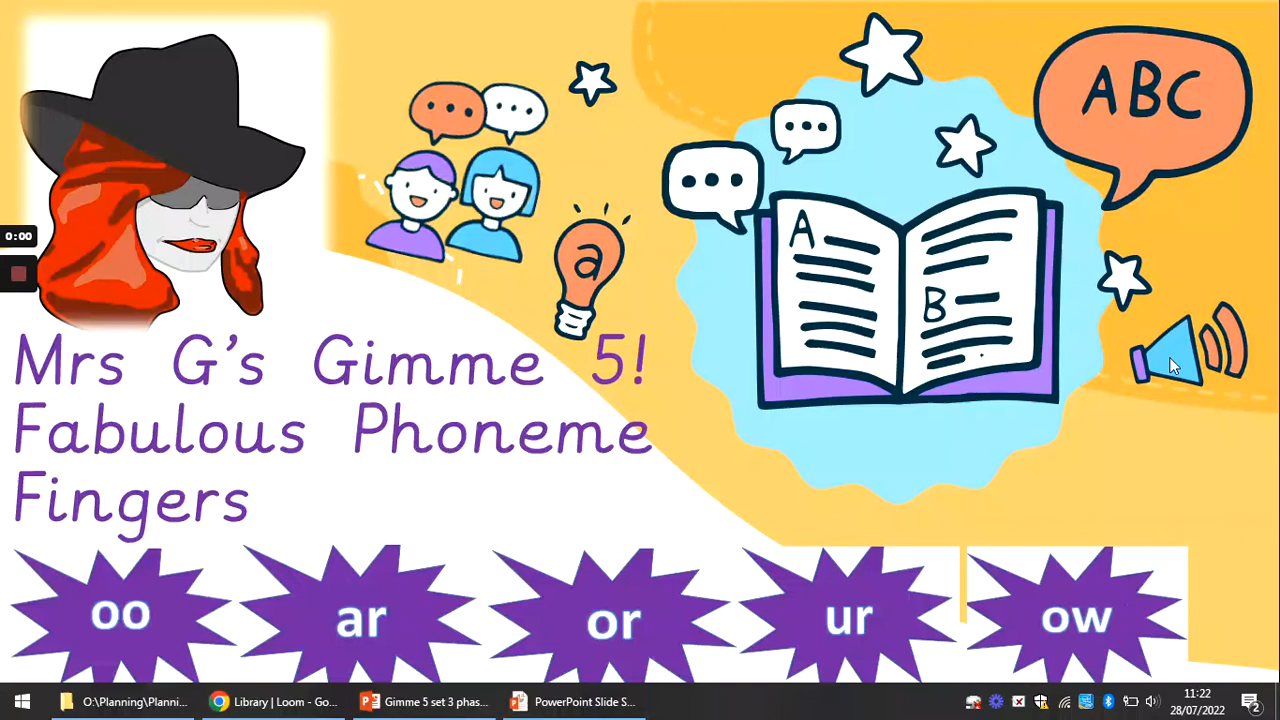 ABC
A
B
a
0:00
Mrs G's Gimme 5!
Fabulous Phoneme
Fingers
oo
ar
or
ur
ow
O:\Planning\Planni...
Library | Loom - Go...
Gimme 5 set 3 phas...
PowerPoint Slide S...
11:22
28/07/2022
2